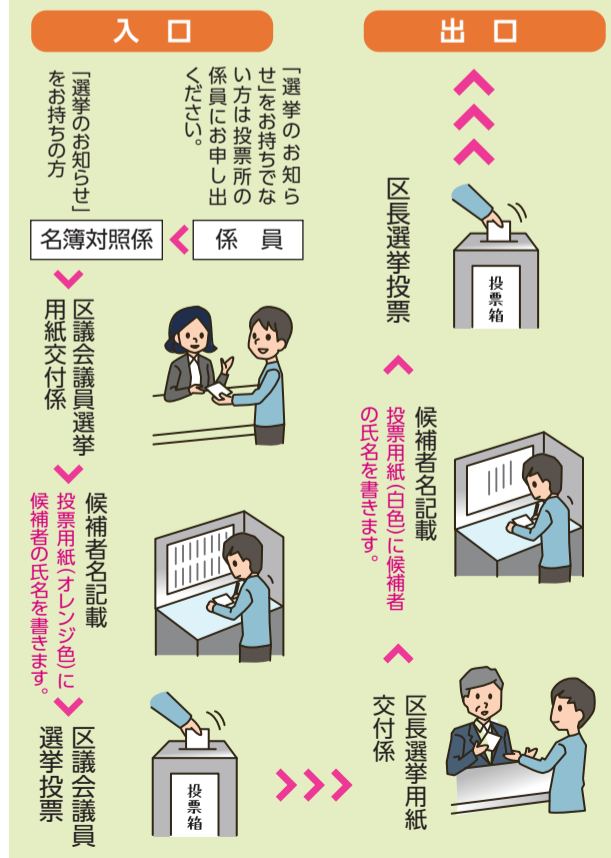 入口
「選挙のお知らせ」
をお持ちの方
「選挙のお知ら
せ」をお持ちでな
い方は投票所の
係員にお申し出
ください。
係員
名簿対照係
区議会議員選挙
用紙交付係
候補者名記載
投票用紙(オレンジ色)に
候補者の氏名を書きます。
区議会議員
選挙投票
投票箱
区長選挙用紙
交付係
候補者名記載
投票用紙(白色)に候補者
の氏名を書きます。
区長選挙投票
投票箱
出口